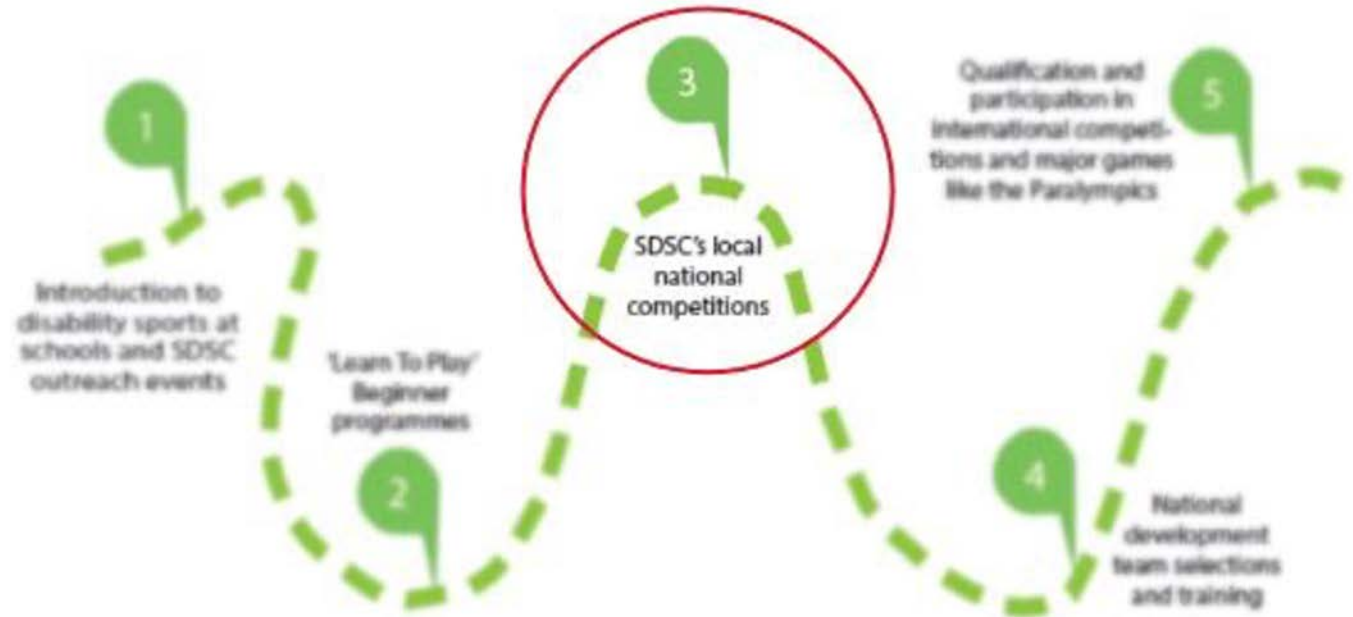 1
Introduction to
disability sports at
schools and SDSC
outreach events
'Learn To Play'
Beginner
programmes
2
3
SDSC's local
national
competitions
4
National
development
team selections
and training
Qualification and
participation in
international competi-
tions and major games
like the Paralympics
5